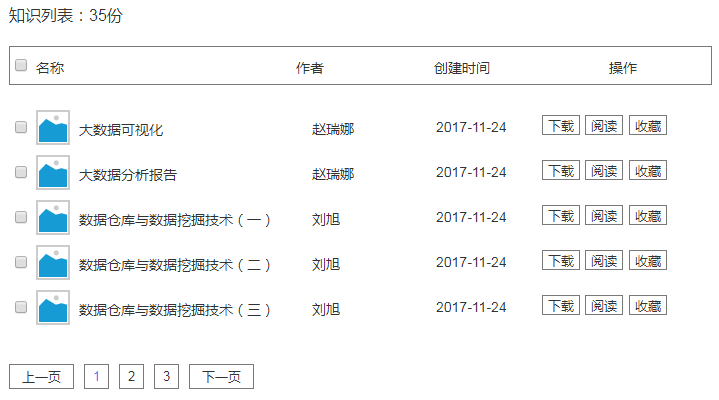 知识列表：35份
名称 作者 创建时间 操作
大数据可视化 赵瑞娜 2017-11-24 下载 阅读 收藏
大数据分析报告 赵瑞娜 2017-11-24 下载 阅读 收藏
数据仓库与数据挖掘技术（一） 刘旭 2017-11-24 下载 阅读 收藏
数据仓库与数据挖掘技术（二） 刘旭 2017-11-24 下载 阅读 收藏
数据仓库与数据挖掘技术（三） 刘旭 2017-11-24 下载 阅读 收藏
上一页 1 2 3 下一页